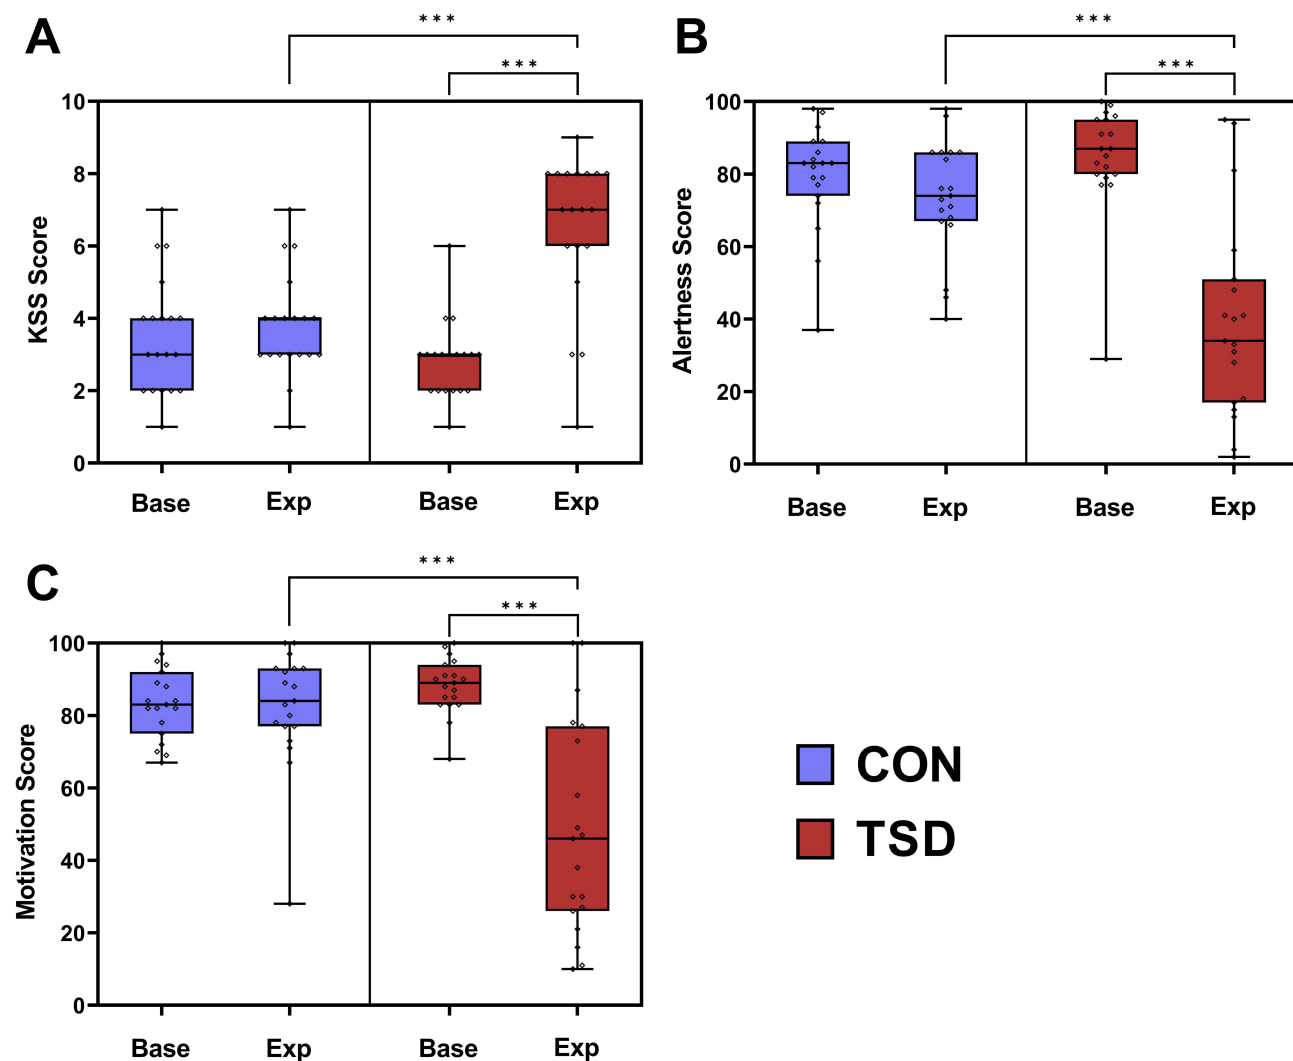 A
***
***
KSS Score
10
8
6
4
2
0
Base Exp Base Exp
B
***
***
Alertness Score
100
80
60
40
20
0
Base Exp Base Exp
C
***
***
Motivation Score
100
80
60
40
20
0
Base Exp Base Exp
CON
TSD